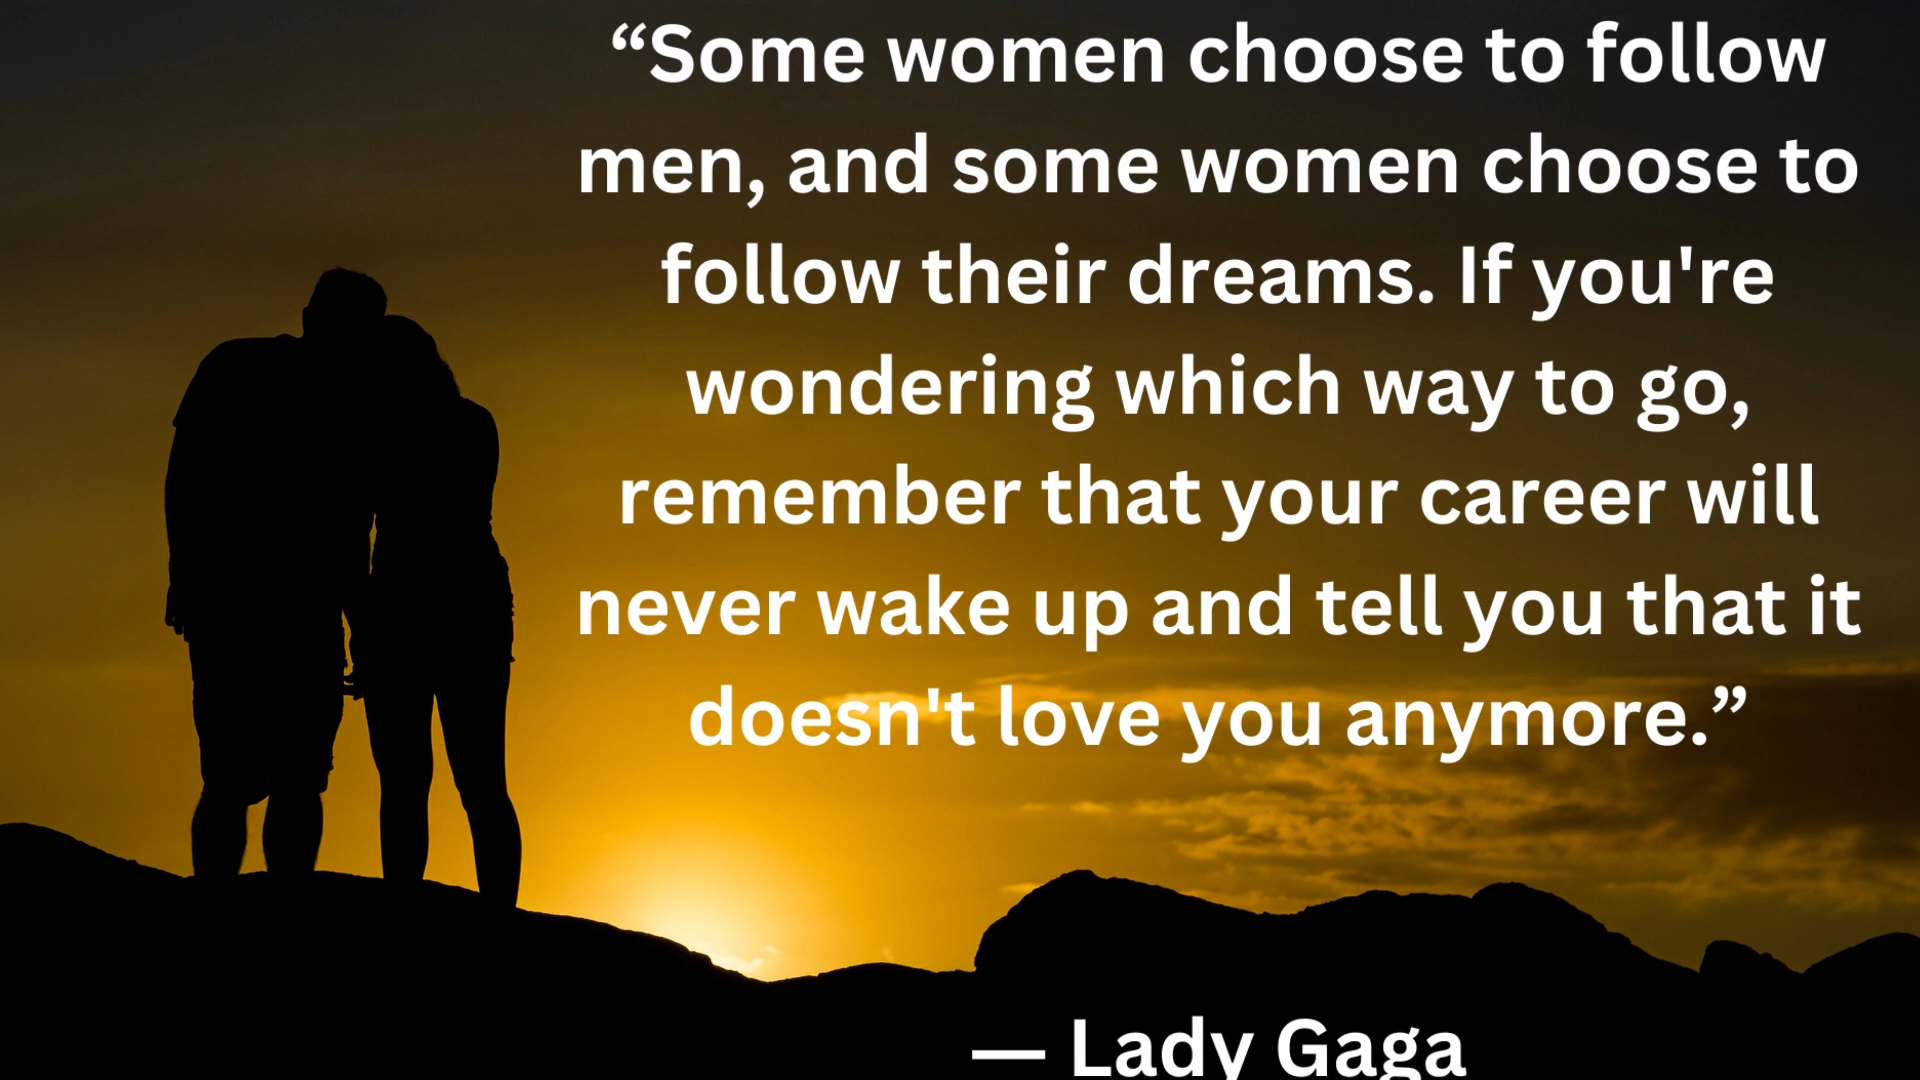 “Some women choose to follow
men, and some women choose to
follow their dreams. If you're
wondering which way to go,
remember that your career will
never wake up and tell you that it
doesn't love you anymore.”
— Lady Gaga